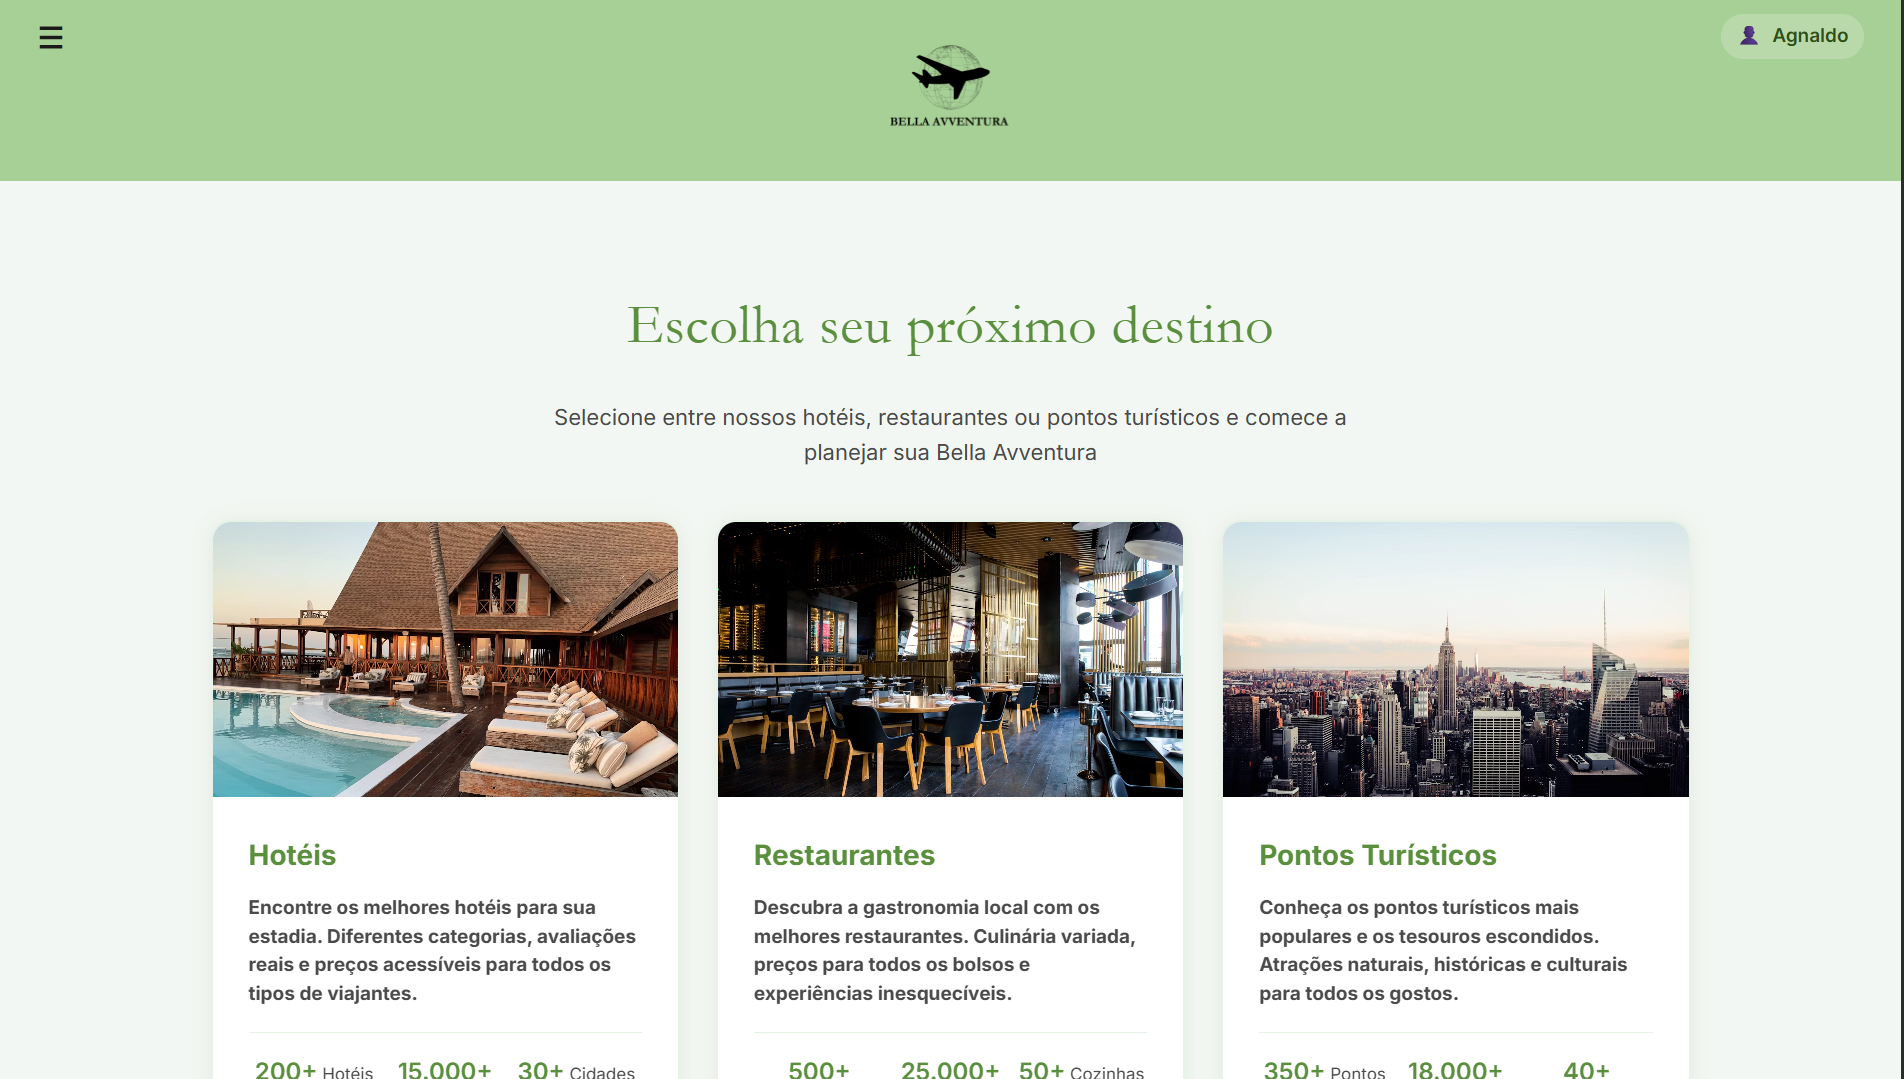 ☰
Agnaldo
BELLA AVVENTURA
Escolha seu próximo destino
Selecione entre nossos hotéis, restaurantes ou pontos turísticos e comece a
planejar sua Bella Avventura
Hotéis
Encontre os melhores hotéis para sua
estadia. Diferentes categorias, avaliações
reais e preços acessíveis para todos os
tipos de viajantes.
200+ Hotéis 15.000+ 30+ Cidades
Restaurantes
Descubra a gastronomia local com os
melhores restaurantes. Culinária variada,
preços para todos os bolsos e
experiências inesquecíveis.
500+ 25.000+ 50+ Cozinhas
Pontos Turísticos
Conheça os pontos turísticos mais
populares e os tesouros escondidos.
Atrações naturais, históricas e culturais
para todos os gostos.
350+ Pontos 18.000+ 40+